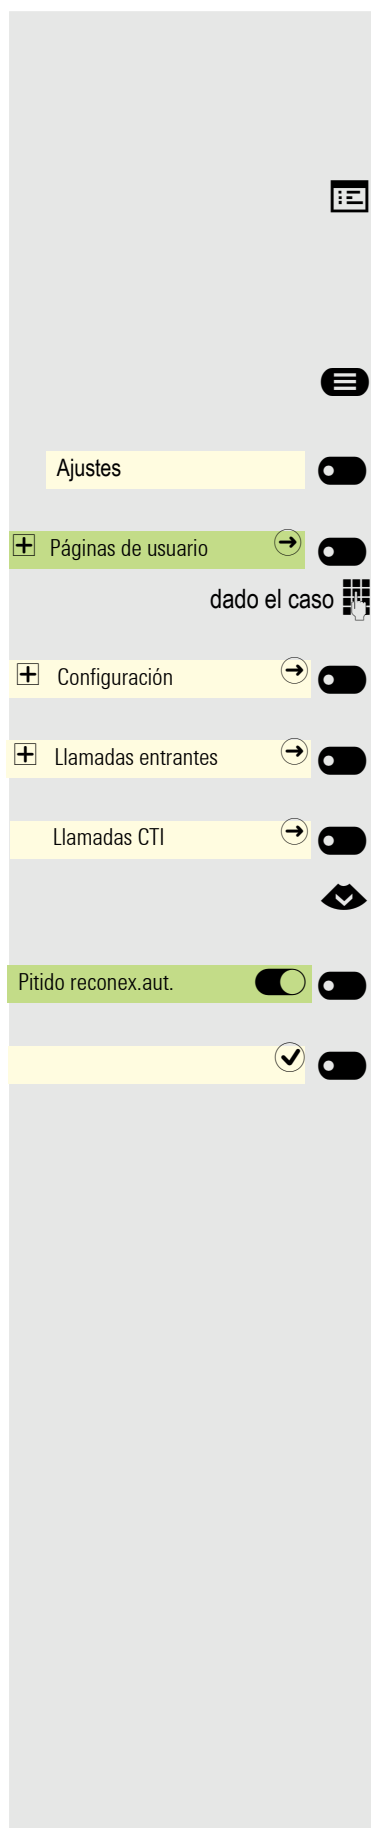 Ajustes
Páginas de usuario
dado el caso
Configuración
Llamadas entrantes
Llamadas CTI
Pitido reconex.aut.